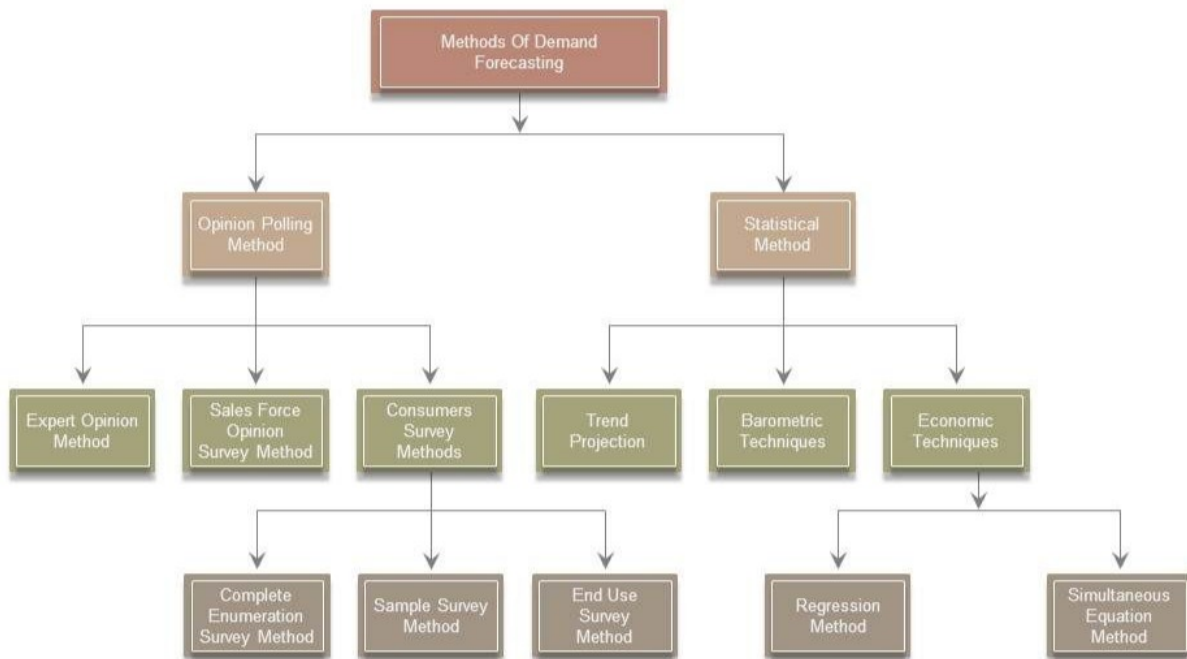 Methods Of Demand
Forecasting
Opinion Polling
Method
Statistical
Method
Expert Opinion
Method
Sales Force
Opinion
Survey Method
Consumers
Survey
Methods
Trend
Projection
Barometric
Techniques
Economic
Techniques
Complete
Enumeration
Survey Method
Sample Survey
Method
End Use
Survey
Method
Regression
Method
Simultaneous
Equation
Method